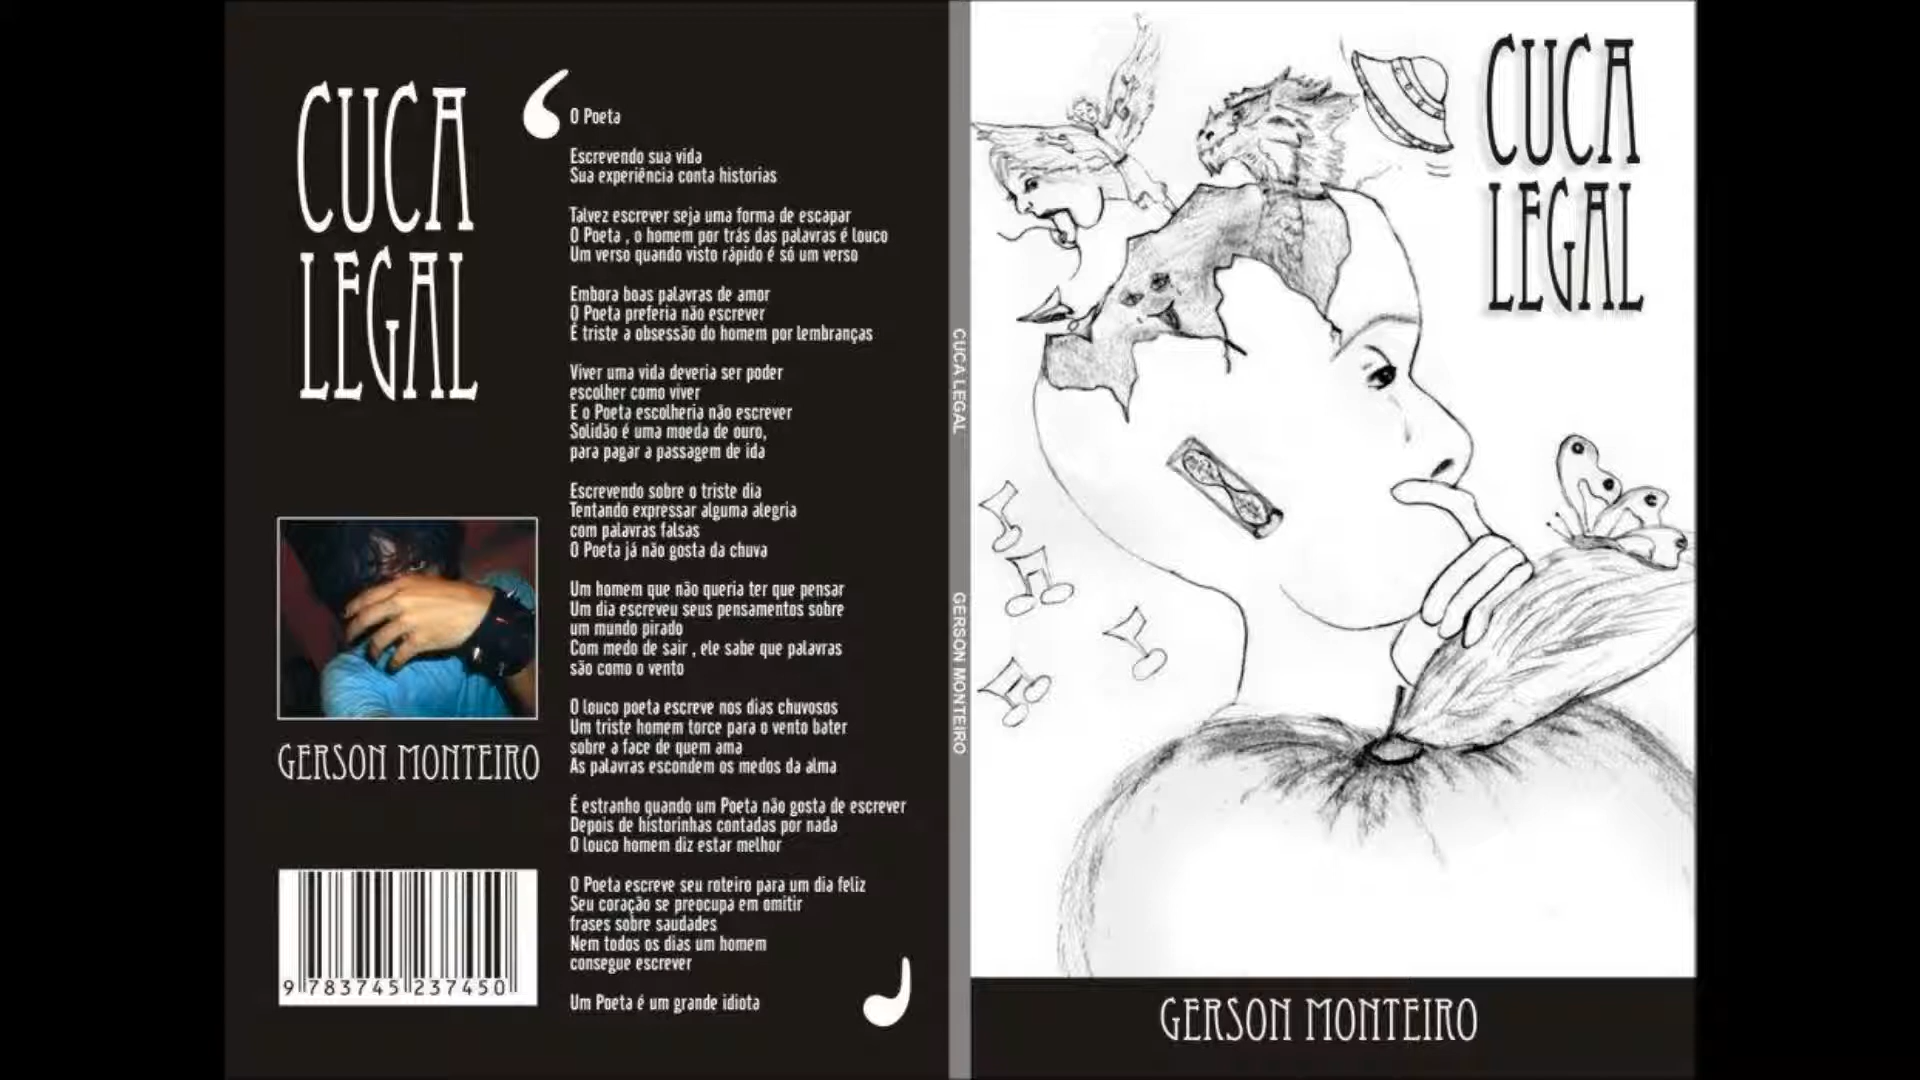 CUCA
LEGAL
O Poeta
Escrevendo sua vida
Sua experiência conta historias
Talvez escrever seja uma forma de escapar
O Poeta , o homem por trás das palavras é louco
Um verso quando visto rápido é só um verso
Embora boas palavras de amor
O Poeta preferia não escrever
É triste a obsessão do homem por lembranças
Viver uma vida deveria ser poder
escolher como viver
E o Poeta escolheria não escrever
Solidão é uma moeda de ouro,
para pagar a passagem de ida
Escrevendo sobre o triste dia
Tentando expressar alguma alegria
com palavras falsas
O Poeta já não gosta da chuva
Um homem que não queria ter que pensar
Um dia escreveu seus pensamentos sobre
um mundo pirado
Com medo de sair , ele sabe que palavras
são como o vento
O louco poeta escreve nos dias chuvosos
Um triste homem torce para o vento bater
sobre a face de quem ama
As palavras escondem os medos da alma
É estranho quando um Poeta não gosta de escrever
Depois de historinhas contadas por nada
O louco homem diz estar melhor
O Poeta escreve seu roteiro para um dia feliz
Seu coração se preocupa em omitir
frases sobre saudades
Nem todos os dias um homem
consegue escrever
Um Poeta é um grande idiota
GERSON MONTEIRO
9 783745 237450
CUCA LEGAL
GERSON MONTEIRO
CUCA
LEGAL
GERSON MONTEIRO